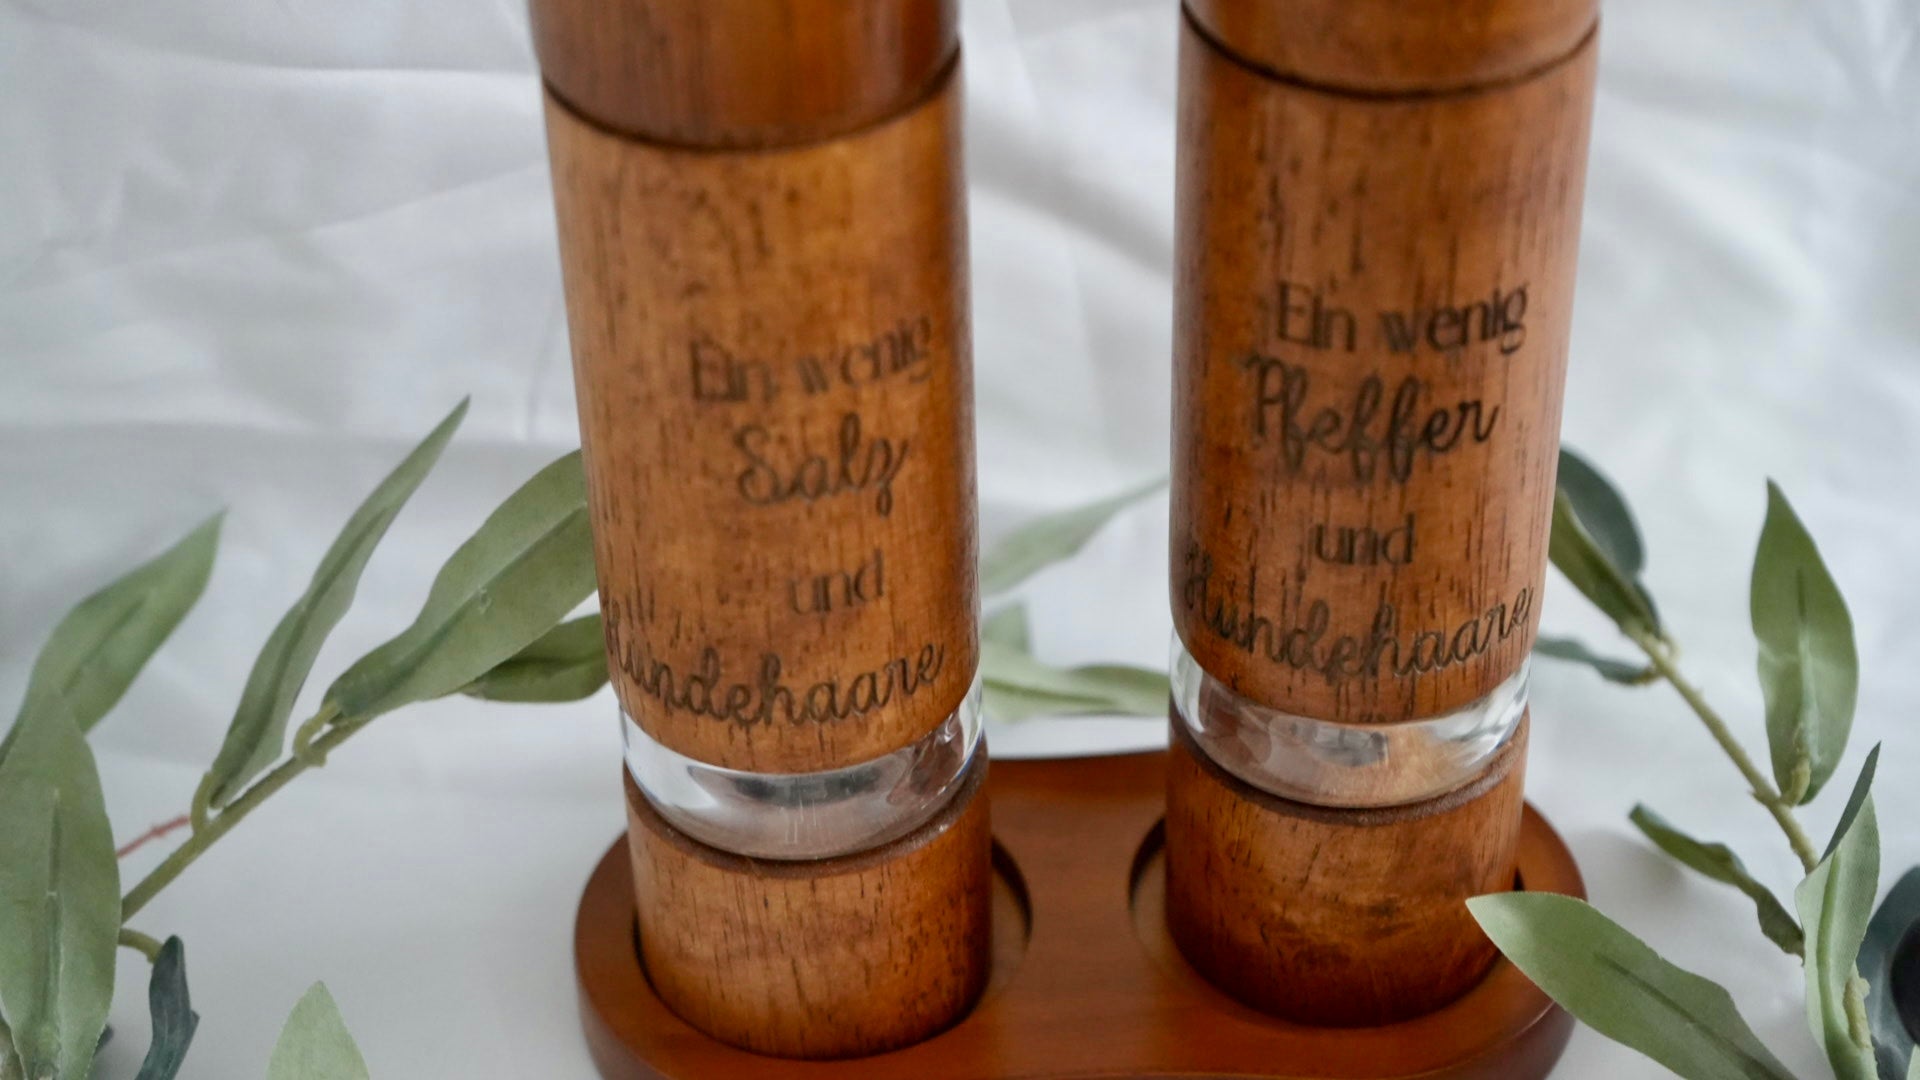 Ein wenig
Salz
und
Hundehaare
Ein wenig
Pfeffer
und
Hundehaare